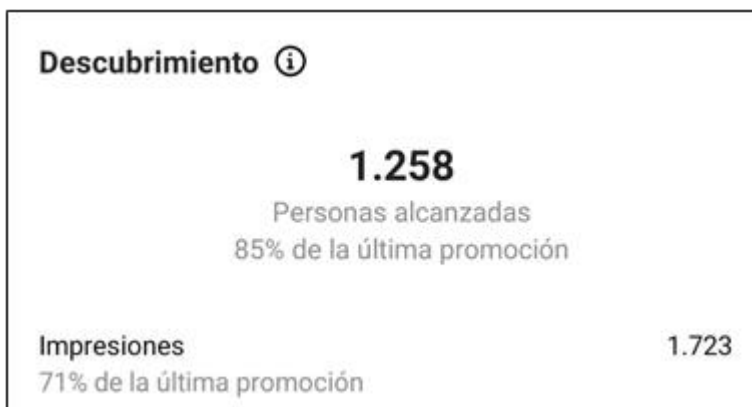 Descubrimiento
1.258
Personas alcanzadas
85% de la última promoción
Impresiones 1.723
71% de la última promoción